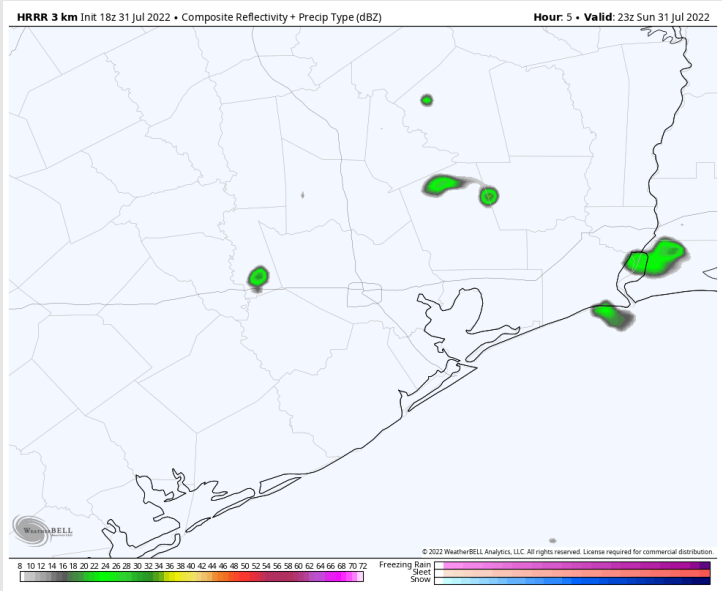 HRRR 3 km Init 18z 31 Jul 2022 • Composite Reflectivity + Precip Type (dBZ) Hour: 5 • Valid: 23z Sun 31 Jul 2022
WeatherBELL
© 2022 WeatherBELL Analytics, LLC. All rights reserved. License required for commercial distribution.
8 10 12 14 16 18 20 22 24 26 28 30 32 34 36 38 40 42 44 46 48 50 52 54 56 58 60 62 64 66 68 70 72
Freezing Rain
Sleet
Snow